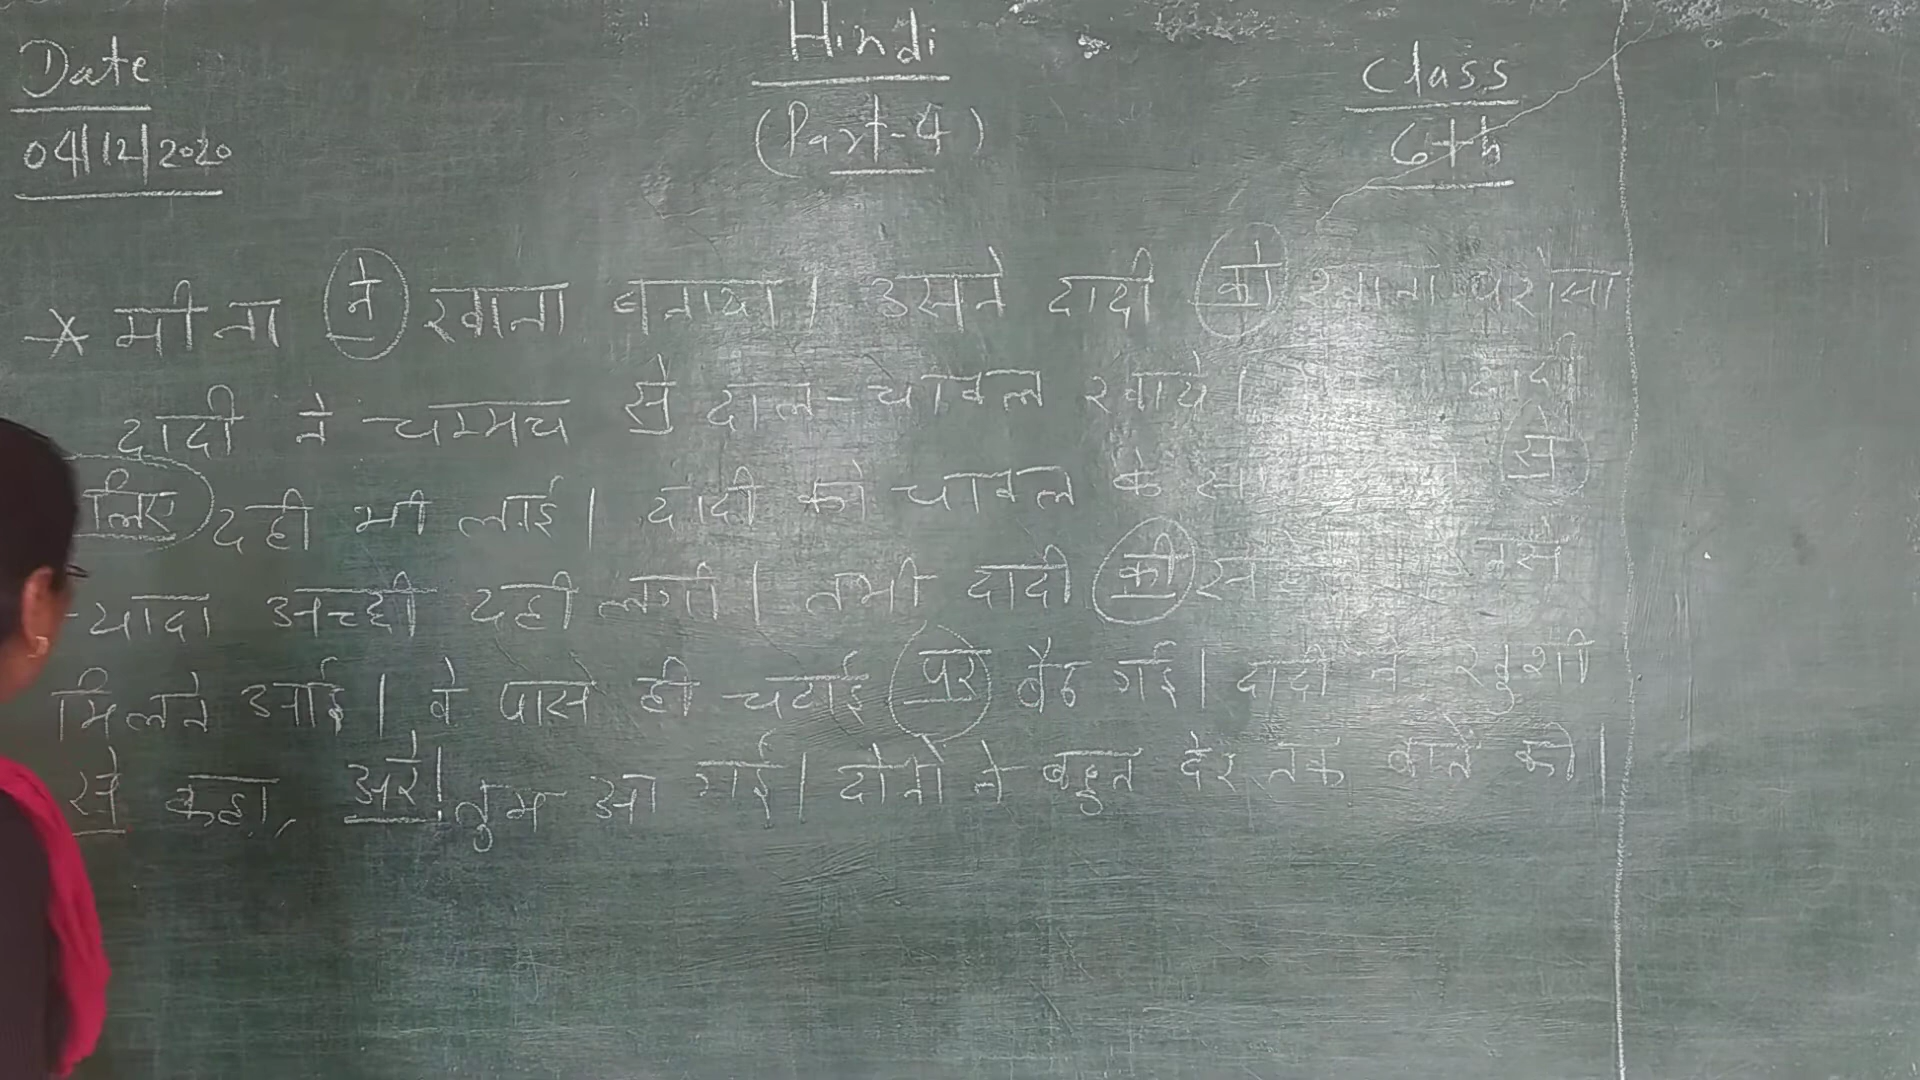 Date
04/12/2020
Hindi
(Part-4)
Class
6th
* मीना ने खाना बनाया। उसने दादी को खाना परोसा
दादी ने चम्मच से दाल-चावल खाये। दादी
लिए दही भी लाई। दादी को चावल के से
अच्छी दही लगी। तभी दादी की उस
मिलने आई। वे पास ही चटाई पर बैठ गई। दादी ने खुशी
से कहा, अरे! तुम आ गई। दोनों ने बहुत देर तक बातें की।